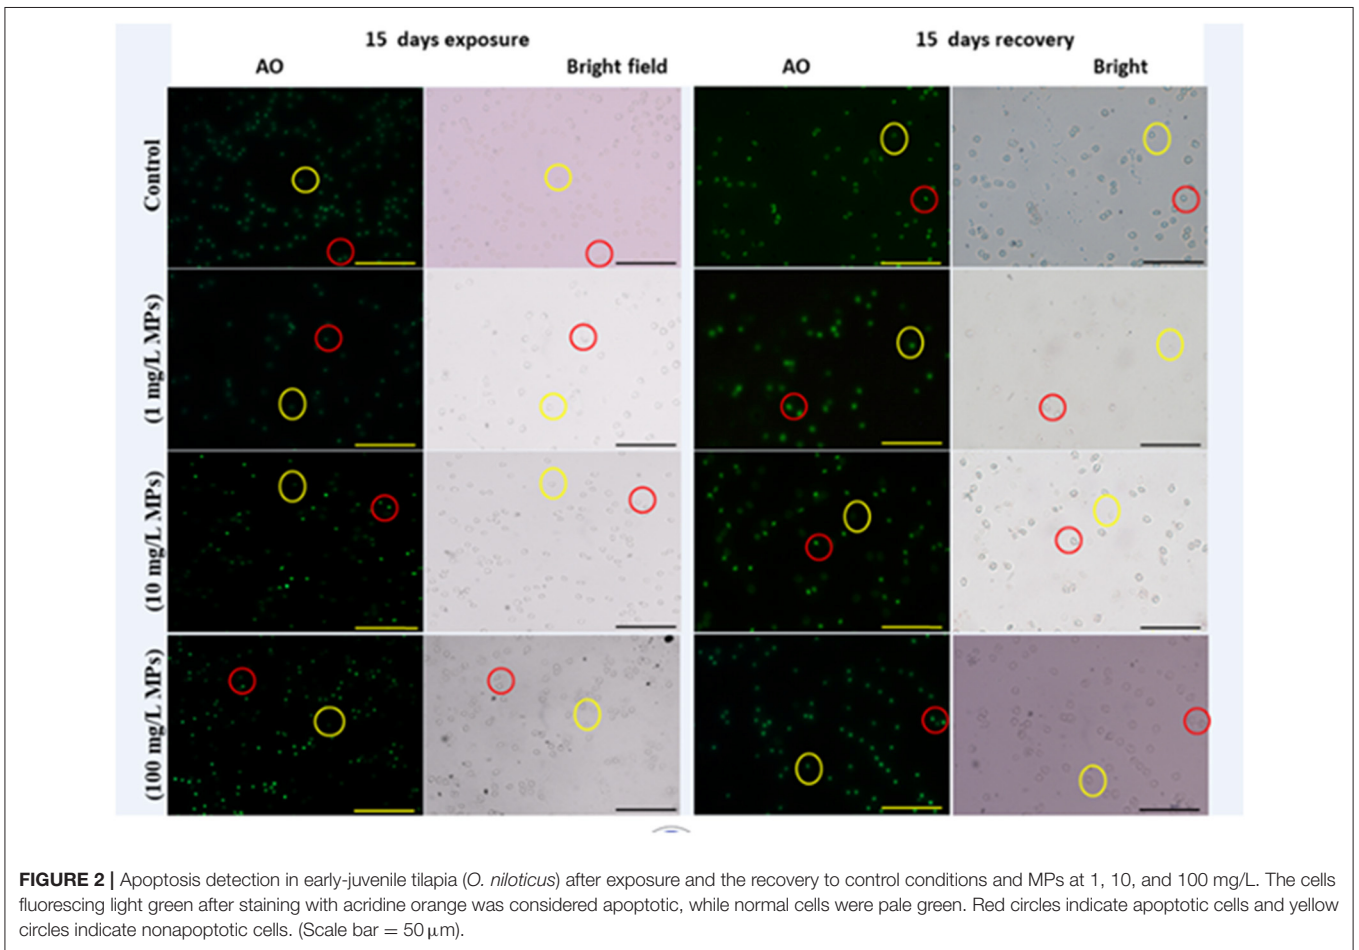 15 days exposure
15 days recovery
AO
Bright field
AO
Bright
Control
(1 mg/L MPs)
(10 mg/L MPs)
(100 mg/L MPs)
FIGURE 2 | Apoptosis detection in early-juvenile tilapia (O. niloticus) after exposure and the recovery to control conditions and MPs at 1, 10, and 100 mg/L. The cells
fluorescing light green after staining with acridine orange was considered apoptotic, while normal cells were pale green. Red circles indicate apoptotic cells and yellow
circles indicate nonapoptotic cells. (Scale bar = 50 μm).